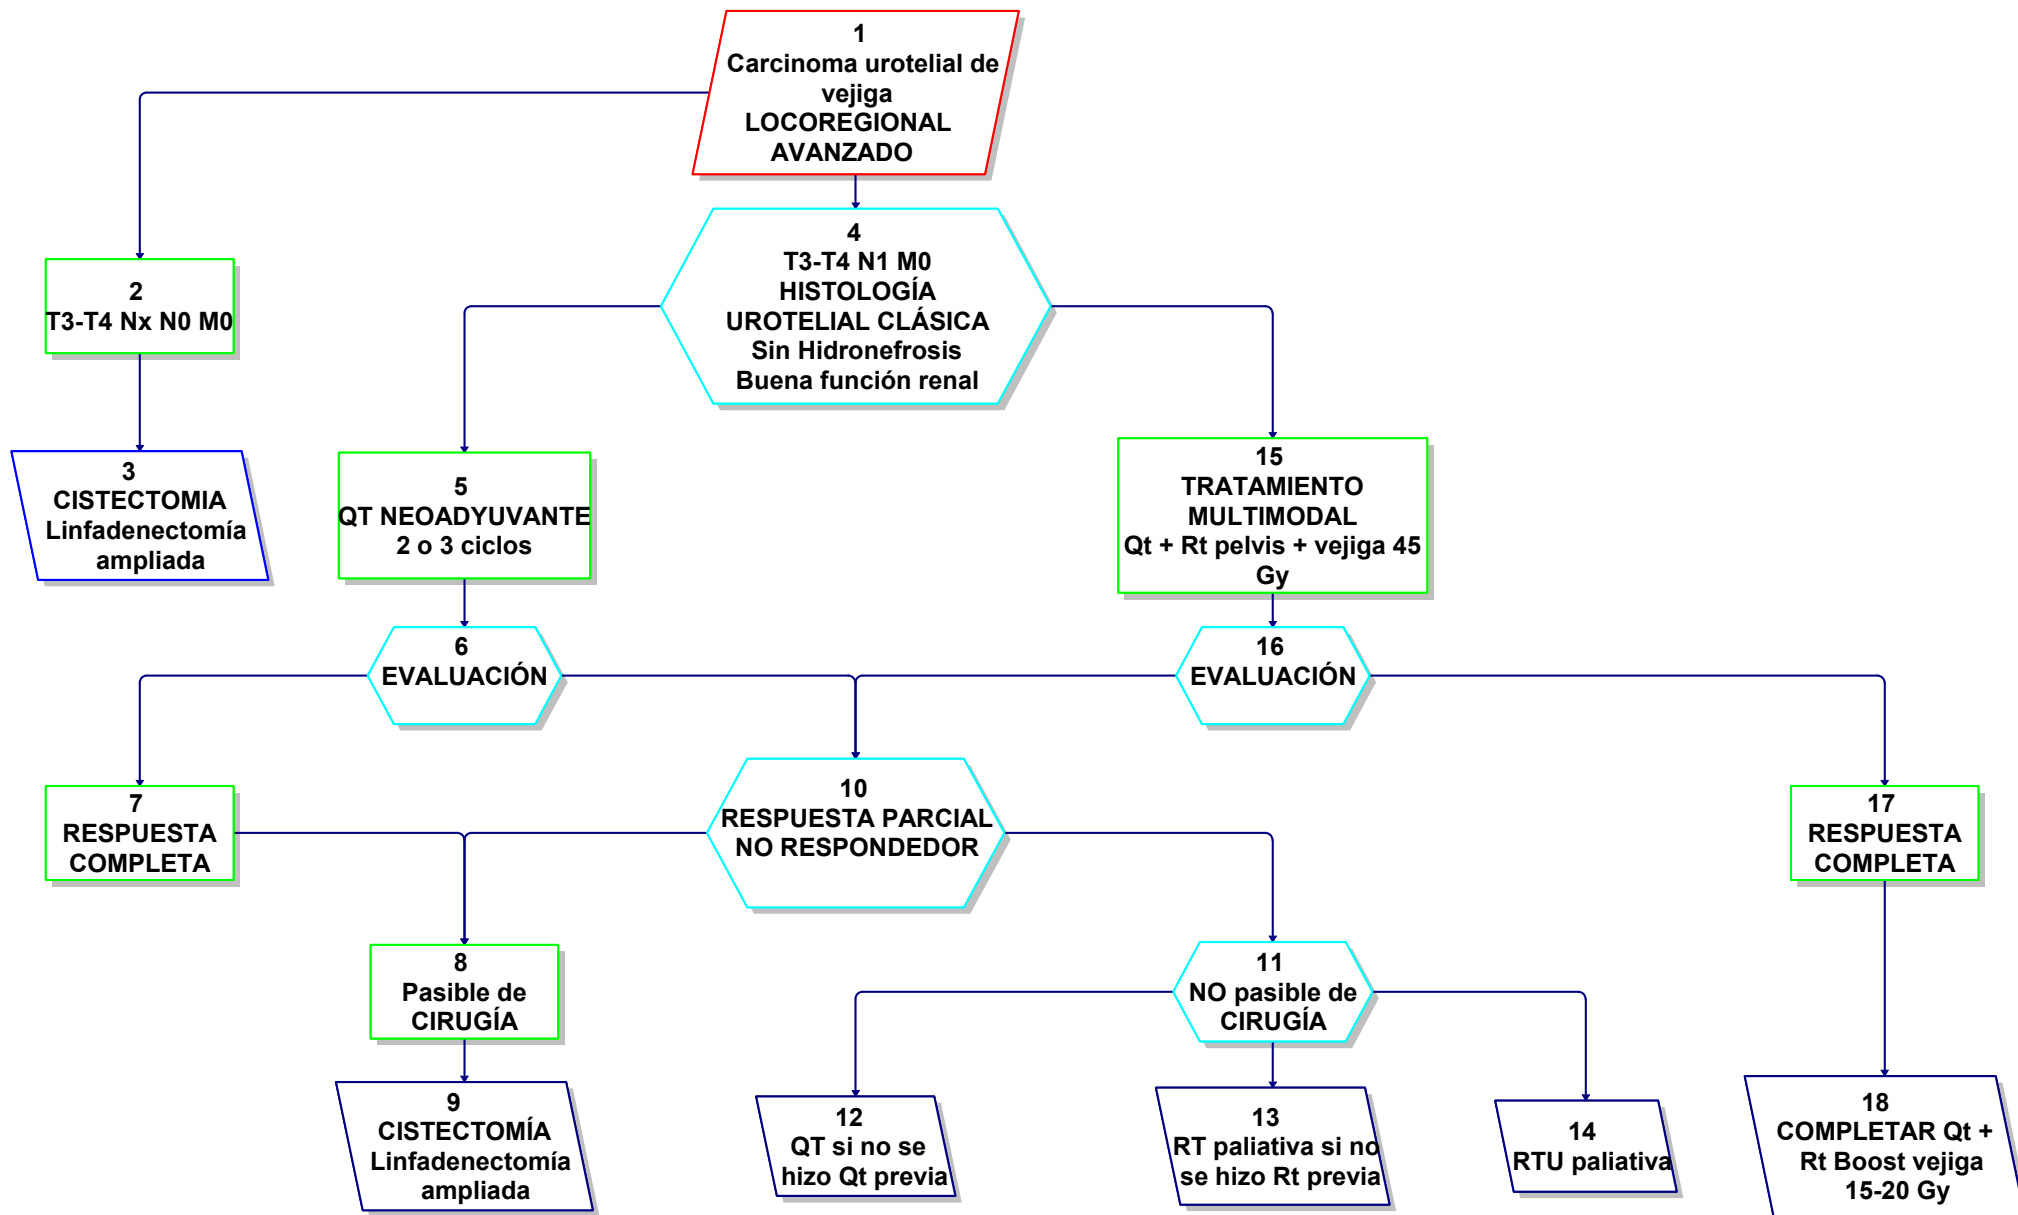 1
Carcinoma urotelial de
vejiga
LOCOREGIONAL
AVANZADO
2
T3-T4 Nx N0 M0
3
CISTECTOMIA
Linfadenectomía
ampliada
4
T3-T4 N1 M0
HISTOLOGÍA
UROTELIAL CLÁSICA
Sin Hidronefrosis
Buena función renal
5
QT NEOADYUVANTE
2 o 3 ciclos
6
EVALUACIÓN
7
RESPUESTA
COMPLETA
8
Pasible de
CIRUGÍA
9
CISTECTOMÍA
Linfadenectomía
ampliada
10
RESPUESTA PARCIAL
NO RESPONDEDOR
11
NO pasible de
CIRUGÍA
12
QT si no se
hizo Qt previa
13
RT paliativa si no
se hizo Rt previa
14
RTU paliativa
15
TRATAMIENTO
MULTIMODAL
Qt + Rt pelvis + vejiga 45
Gy
16
EVALUACIÓN
17
RESPUESTA
COMPLETA
18
COMPLETAR Qt +
Rt Boost vejiga
15-20 Gy